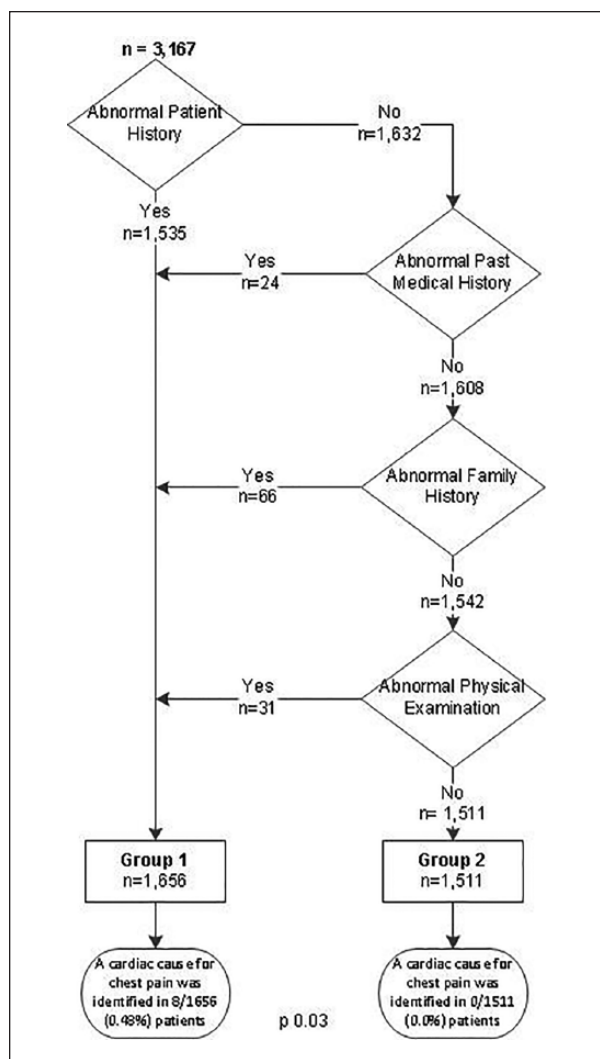 n = 3,167
Abnormal Patient
History
No
n=1,632
Yes
n=1,535
Abnormal Past
Medical History
Yes
n=24
No
n=1,608
Abnormal Family
History
Yes
n=66
No
n=1,542
Abnormal Physical
Examination
Yes
n=31
No
n= 1,511
Group 1
n=1,656
Group 2
n=1,511
A cardiac cause for
chest pain was
identified in 8/1656
(0.48%) patients
p 0.03
A cardiac cause for
chest pain was
identified in 0/1511
(0.0%) patients